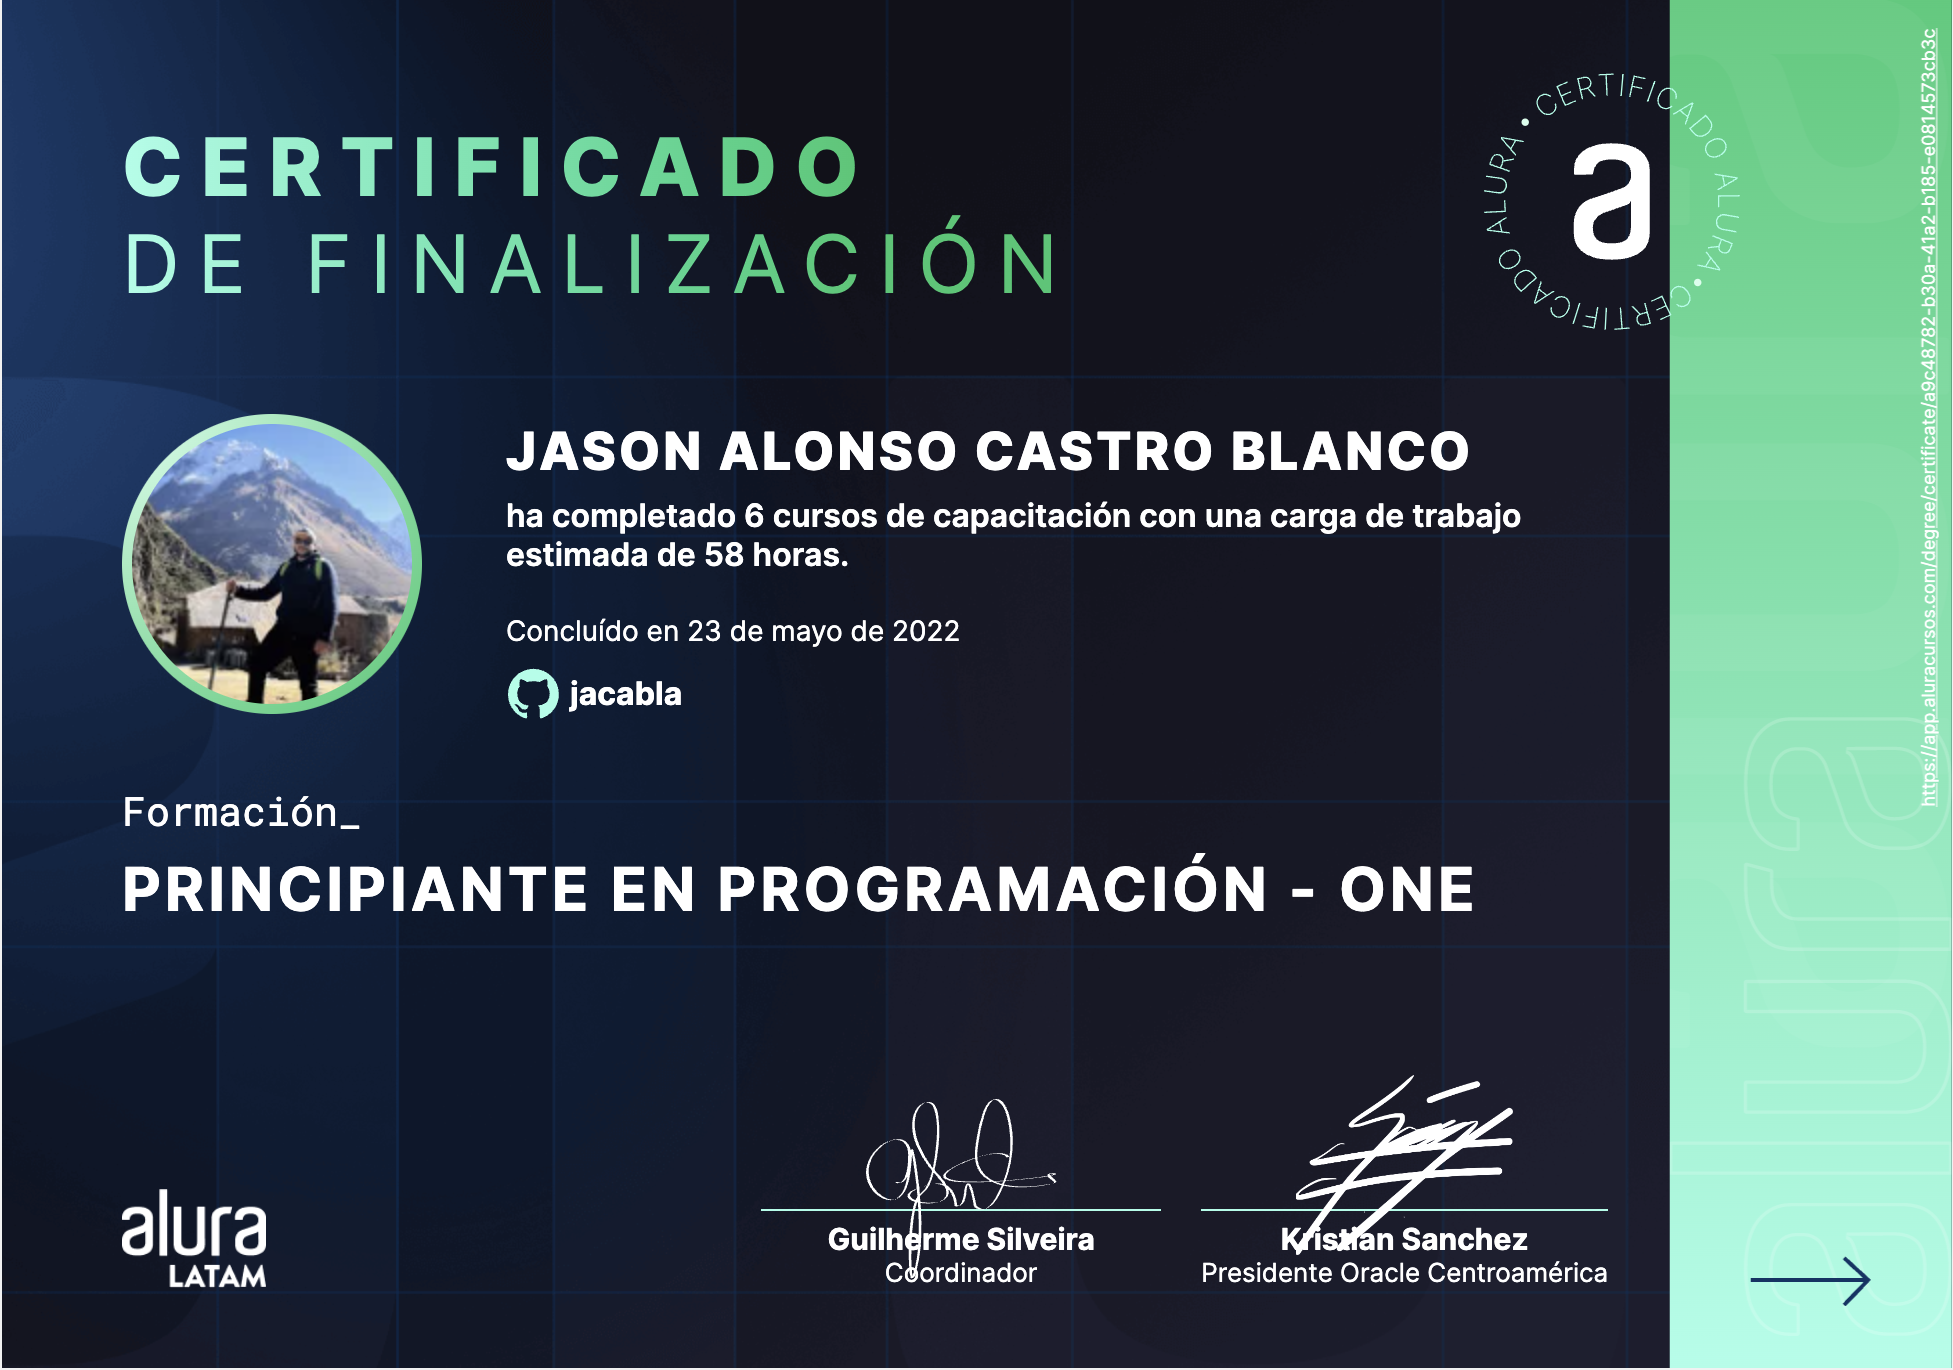 CERTIFICADO
DE FINALIZACIÓN
CERTIFICADO ALURA • CERTIFICADO ALURA •
a
JASON ALONSO CASTRO BLANCO
ha completado 6 cursos de capacitación con una carga de trabajo
estimada de 58 horas.
Concluído en 23 de mayo de 2022
jacabla
Formación_
PRINCIPIANTE EN PROGRAMACIÓN - ONE
alura
LATAM
Guilherme Silveira
Coordinador
Kristian Sanchez
Presidente Oracle Centroamérica
https://app.aluracursos.com/degree/certificate/a9c48782-b30a-41a2-b185-e0814573cb3c
alura